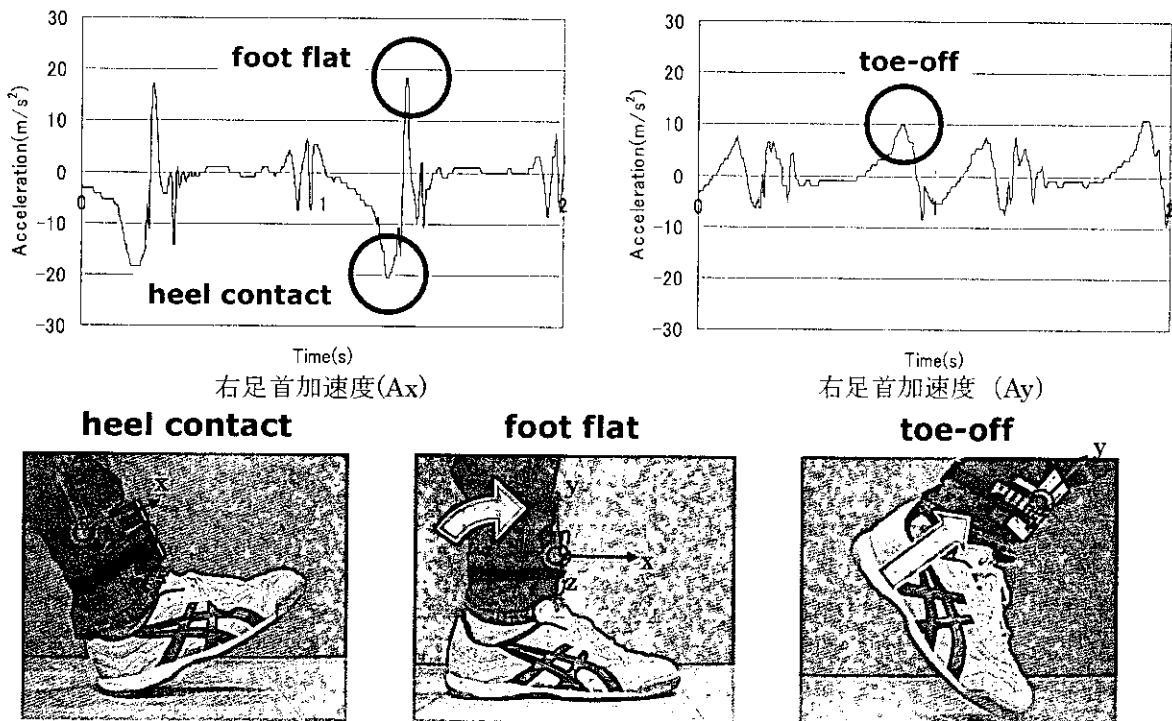 30
20
10
0
-10
-20
-30
Acceleration(m/s²)
foot flat
heel contact
0
1
2
Time(s)
右足首加速度(Ax)
30
20
10
0
-10
-20
-30
Acceleration(m/s²)
toe-off
0
Time(s)
右足首加速度 (Ay)
heel contact
foot flat
toe-off
x
y
x
z
y